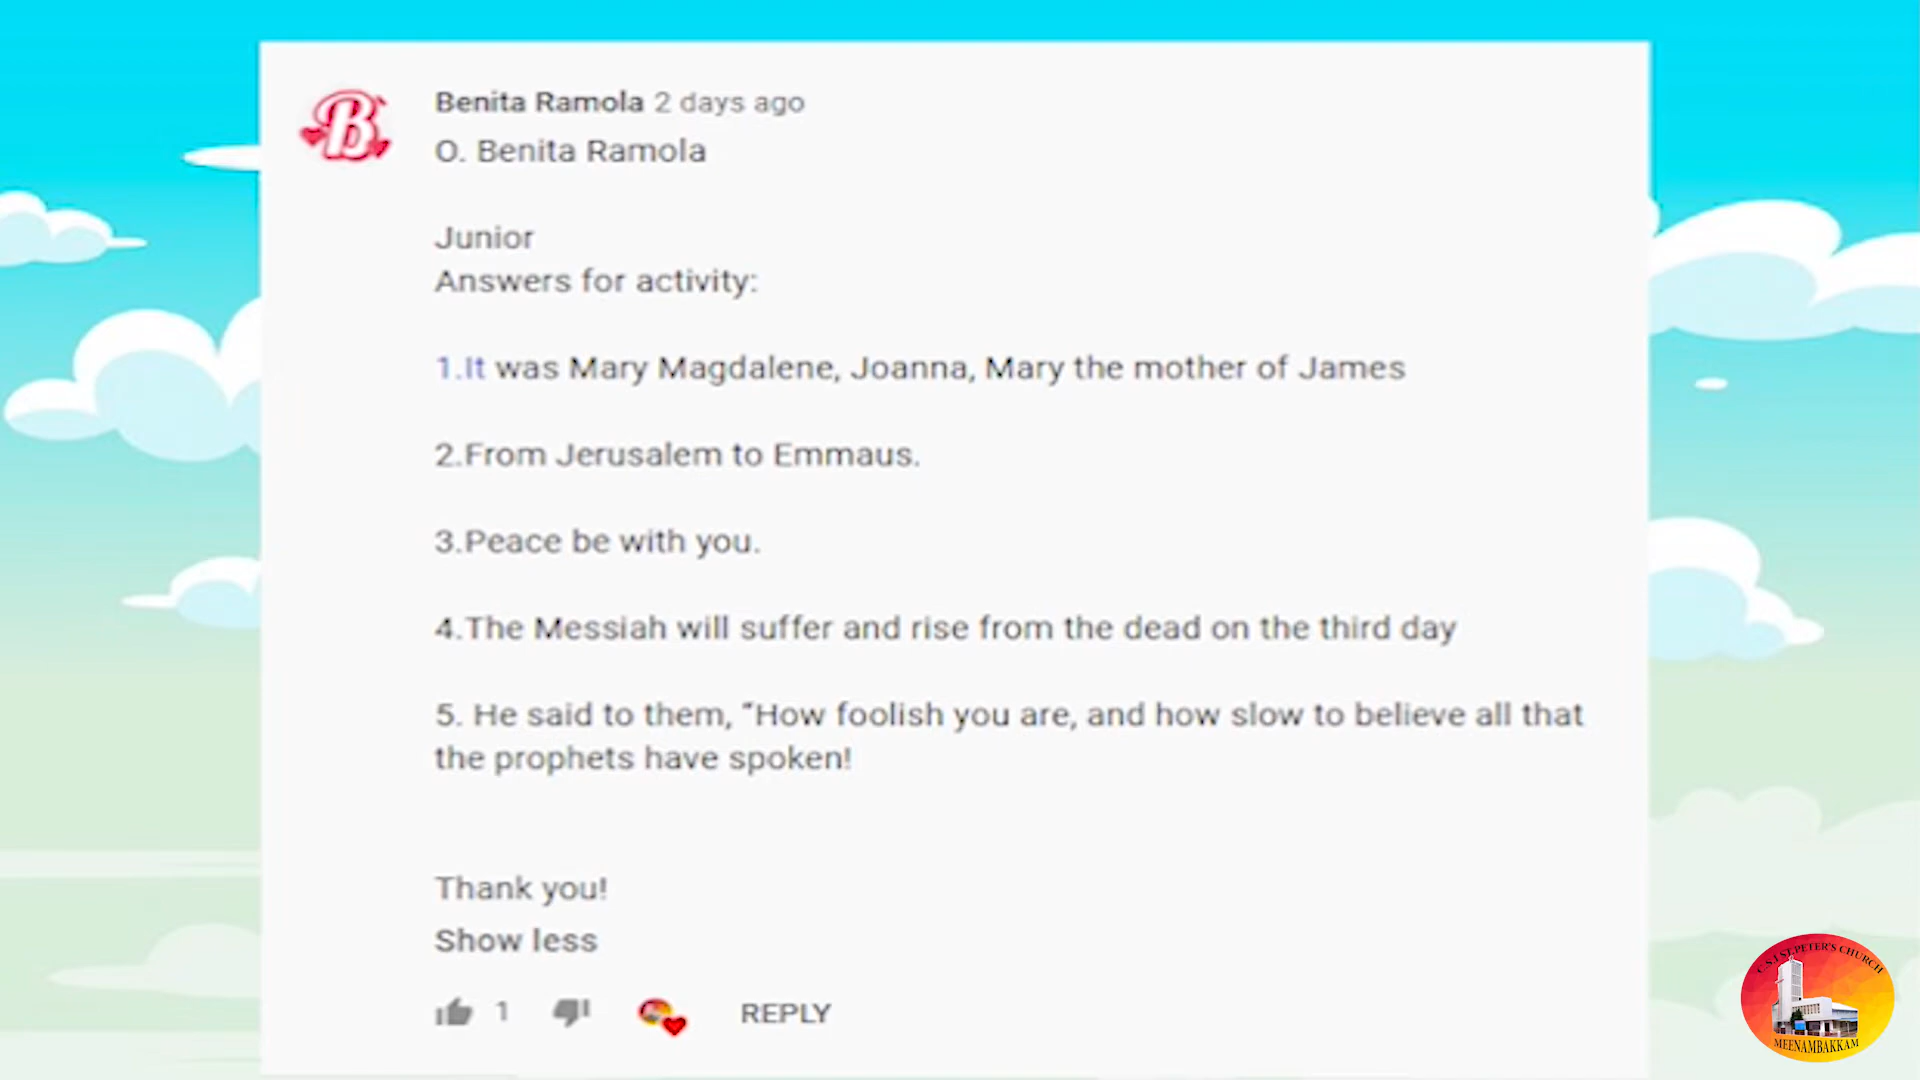 Benita Ramola 2 days ago
O. Benita Ramola
Junior
Answers for activity:
1.It was Mary Magdalene, Joanna, Mary the mother of James
2.From Jerusalem to Emmaus.
3.Peace be with you.
4.The Messiah will suffer and rise from the dead on the third day
5. He said to them, “How foolish you are, and how slow to believe all that
the prophets have spoken!
Thank you!
Show less
1 REPLY
C.S.I ST.PETER'S CHURCH
MEENAMBAKKAM